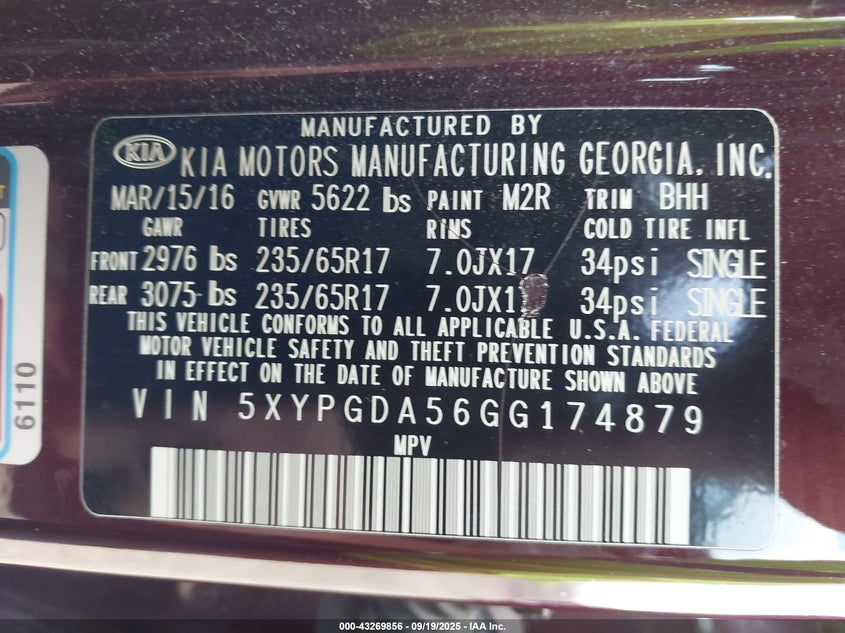 MANUFACTURED BY
KIA KIA MOTORS MANUFACTURING GEORGIA, INC.
MAR/15/16 GVWR 5622 lbs PAINT M2R TRIM BHH
GAWR TIRES RIMS COLD TIRE INFL
FRONT 2976 lbs 235/65R17 7.0JX17 34psi SINGLE
REAR 3075 lbs 235/65R17 34psi SINGLE
THIS VEHICLE CONFORMS TO ALL APPLICABLE U.S.A. FEDERAL
MOTOR VEHICLE SAFETY AND THEFT PREVENTION STANDARDS
IN EFFECT ON THE DATE OF MANUFACTURE SHOWN ABOVE
VIN 5XYPGDA56GG174879
MPV
6110
000-43269856 - 09/19/2025 - IAA, Inc.